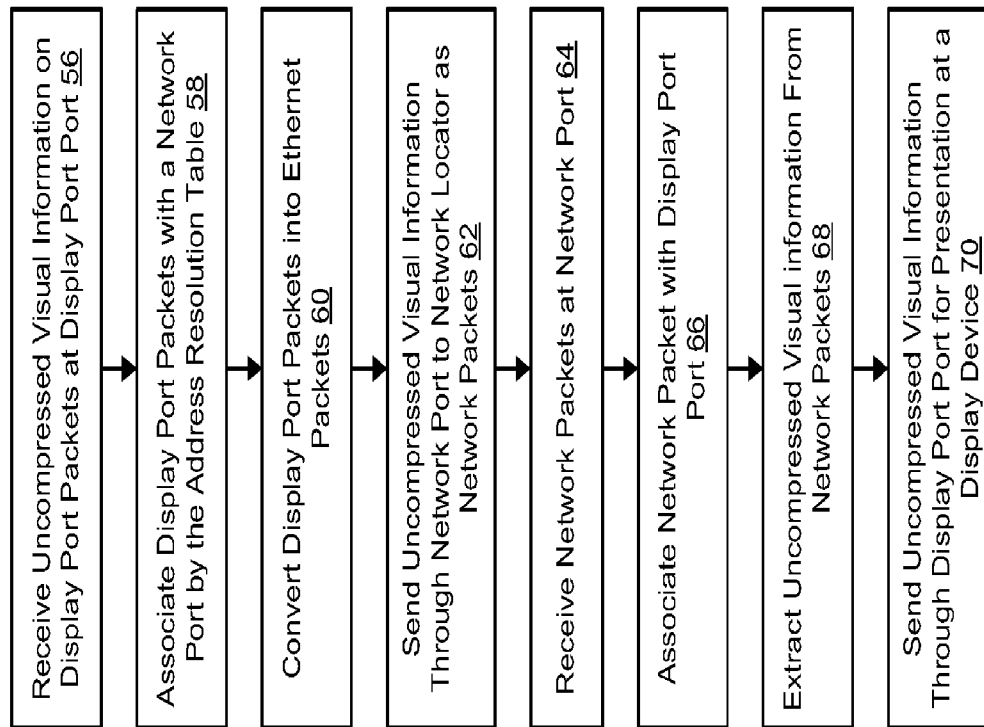 Receive Uncompressed Visual Information on
Display Port Packets at Display Port Port 56
Associate Display Port Packets with a Network
Port by the Address Resolution Table 58
Convert Display Port Packets into Ethernet
Packets 60
Send Uncompressed Visual Information
Through Network Port to Network Locator as
Network Packets 62
Receive Network Packets at Network Port 64
Associate Network Packet with Display Port
Port 66
Extract Uncompressed Visual information From
Network Packets 68
Send Uncompressed Visual Information
Through Display Port Port for Presentation at a
Display Device 70